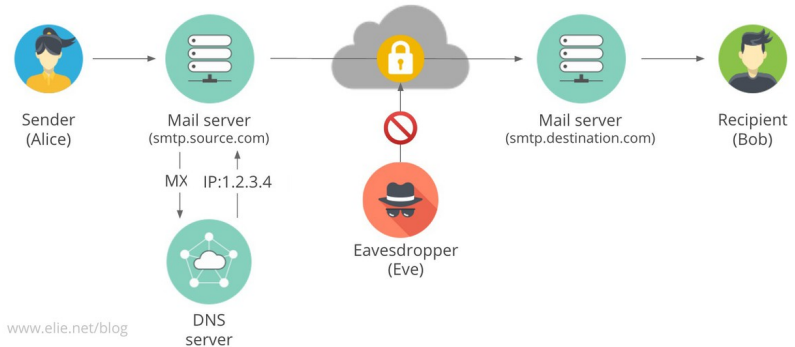 Sender
(Alice)
Mail server
(smtp.source.com)
Mail server
(smtp.destination.com)
Recipient
(Bob)
MX
IP:1.2.3.4
Eavesdropper
(Eve)
DNS
server
www.elie.net/blog